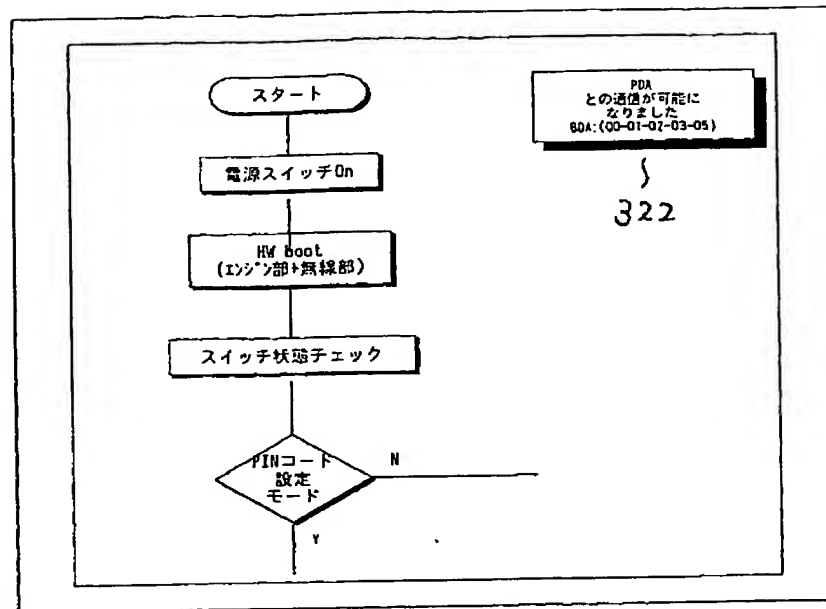 スタート
電源スイッチOn
HW boot
(エンジン部+無線部)
スイッチ状態チェック
PINコード
設定
モード
N
Y
PDA
との通信が可能に
なりました
BDA:(00-01-02-03-05)
322